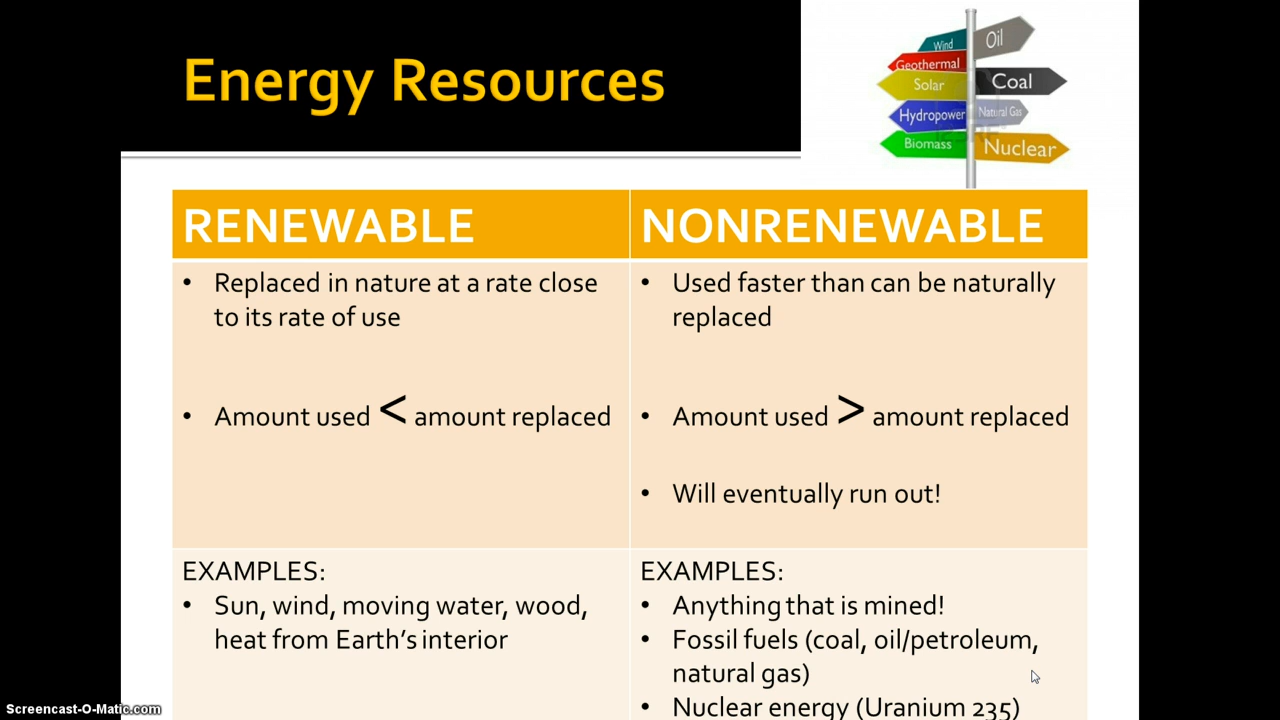 Energy Resources
Wind
Oil
Geothermal
Solar
Coal
Hydropower
Natural Gas
Biomass
Nuclear
RENEWABLE
NONRENEWABLE
• Replaced in nature at a rate close
to its rate of use
• Amount used < amount replaced
• Used faster than can be naturally
replaced
• Amount used > amount replaced
• Will eventually run out!
EXAMPLES:
• Sun, wind, moving water, wood,
heat from Earth's interior
EXAMPLES:
• Anything that is mined!
• Fossil fuels (coal, oil/petroleum,
natural gas)
• Nuclear energy (Uranium 235)
Screencast-O-Matic.com